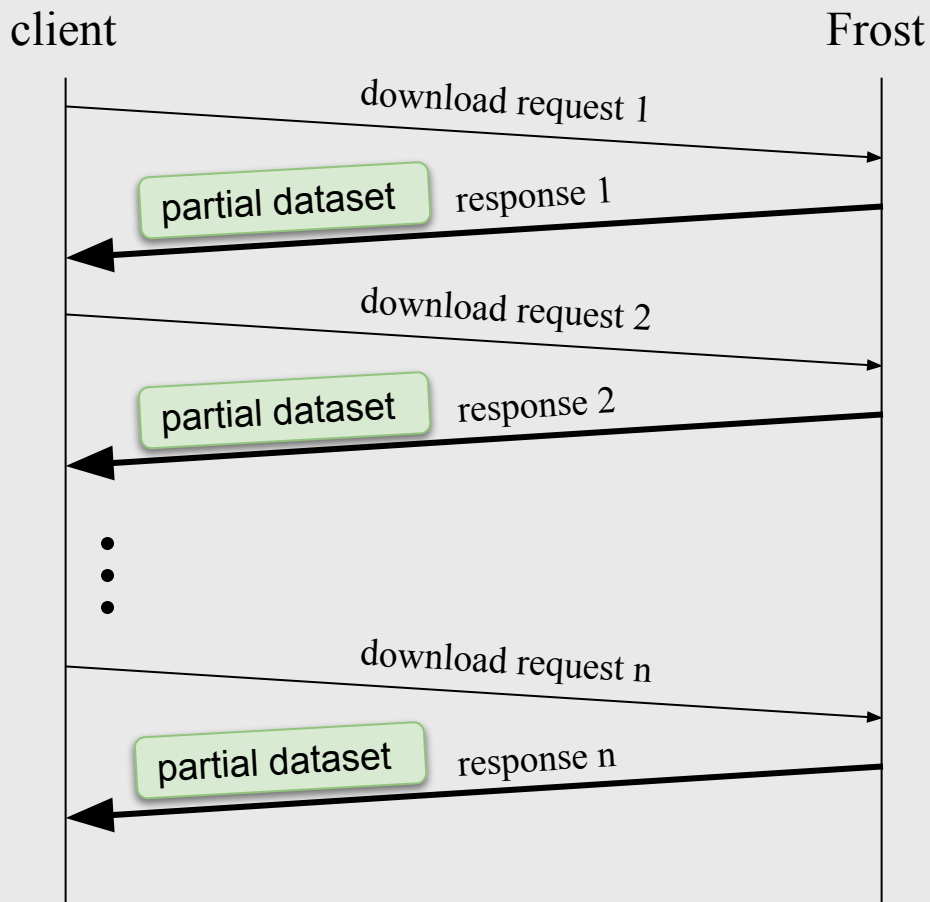 client
Frost
download request 1
partial dataset
response 1
download request 2
partial dataset
response 2
download request n
partial dataset
response n